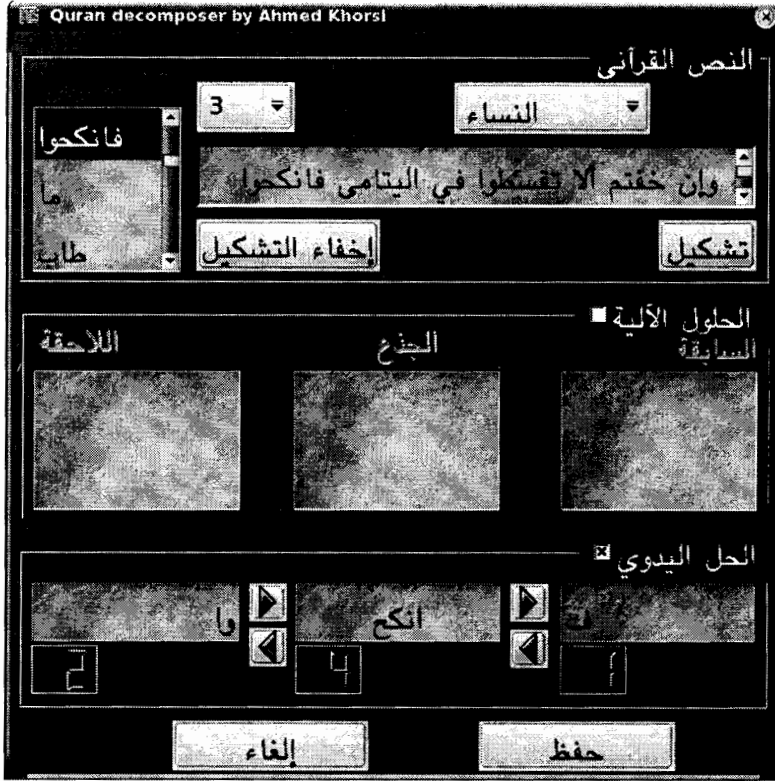 Quran decomposer by Ahmed Khorsi
النص القرآني
النساء 3
فانكحوا
وإن خفتم ألا تقسطوا في اليتامى فانكحوا
ما
تشكيل إخفاء التشكيل
طاب
الحلول الآلية
السابقة الجذع اللاحقة
الحل اليدوي
ف انكح وا
1 4 2
حفظ إلغاء